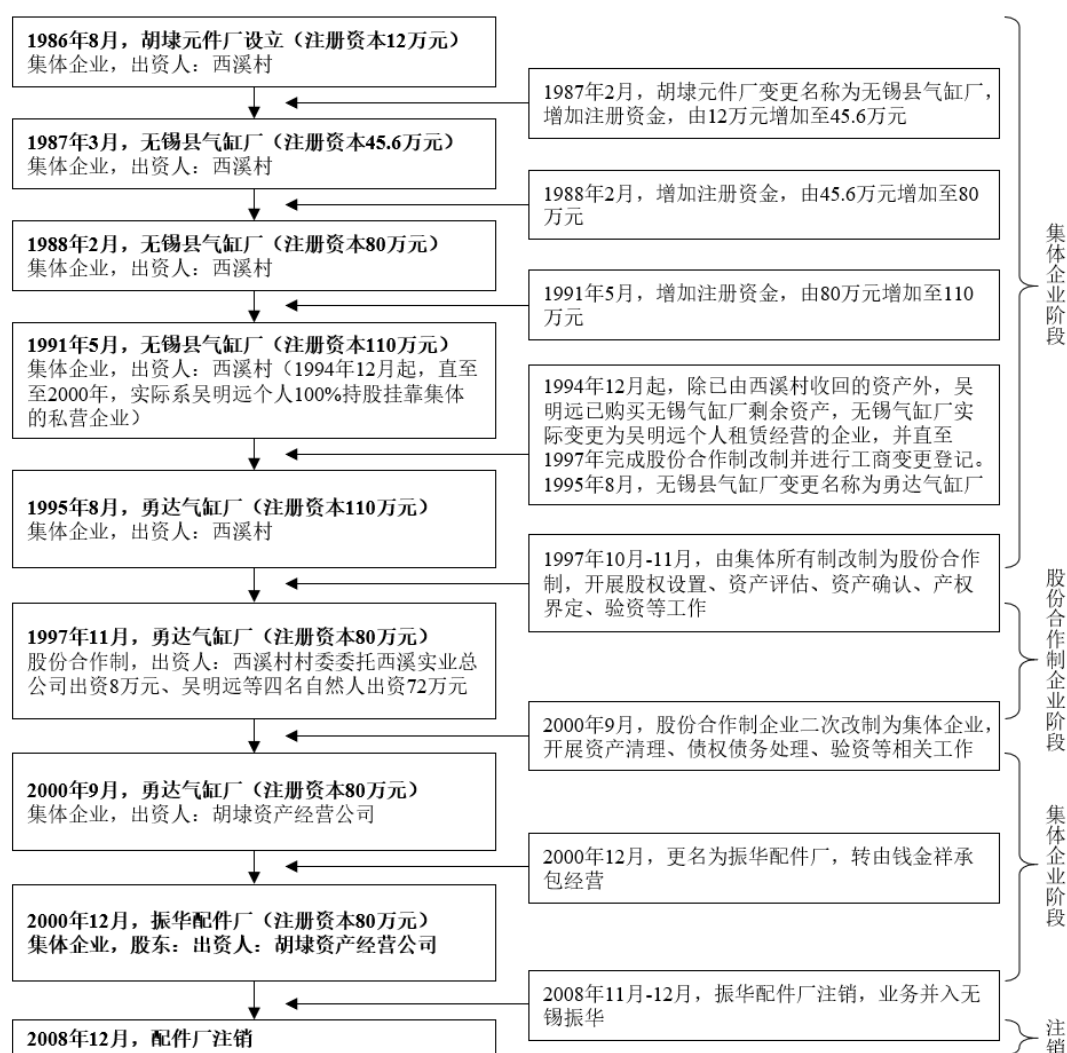 1986年8月，胡埭元件厂设立（注册资本12万元）
集体企业，出资人：西溪村
1987年2月，胡埭元件厂变更名称为无锡县气缸厂，
增加注册资金，由12万元增加至45.6万元
1987年3月，无锡县气缸厂（注册资本45.6万元）
集体企业，出资人：西溪村
1988年2月，增加注册资金，由45.6万元增加至80
万元
1988年2月，无锡县气缸厂（注册资本80万元）
集体企业，出资人：西溪村
1991年5月，增加注册资金，由80万元增加至110
万元
1991年5月，无锡县气缸厂（注册资本110万元）
集体企业，出资人：西溪村（1994年12月起，直至
至2000年，实际系吴明远个人100%持股挂靠集体
的私营企业）
1994年12月起，除已由西溪村收回的资产外，吴
明远已购买无锡气缸厂剩余资产，无锡气缸厂实
际变更为吴明远个人租赁经营的企业，并直至
1997年完成股份合作制改制并进行工商变更登记。
1995年8月，无锡县气缸厂变更名称为勇达气缸厂
1995年8月，勇达气缸厂（注册资本110万元）
集体企业，出资人：西溪村
集体企业阶段
1997年10月-11月，由集体所有制改制为股份合作
制，开展股权设置、资产评估、资产确认、产权
界定、验资等工作
1997年11月，勇达气缸厂（注册资本80万元）
股份合作制，出资人：西溪村村委委托西溪实业总
公司出资8万元、吴明远等四名自然人出资72万元
股份合作制企业阶段
2000年9月，股份合作制企业二次改制为集体企业，
开展资产清理、债权债务处理、验资等相关工作
2000年9月，勇达气缸厂（注册资本80万元）
集体企业，出资人：胡埭资产经营公司
2000年12月，更名为振华配件厂，转由钱金祥承
包经营
2000年12月，振华配件厂（注册资本80万元）
集体企业，股东：出资人：胡埭资产经营公司
集体企业阶段
2008年11月-12月，振华配件厂注销，业务并入无
锡振华
2008年12月，配件厂注销
注销